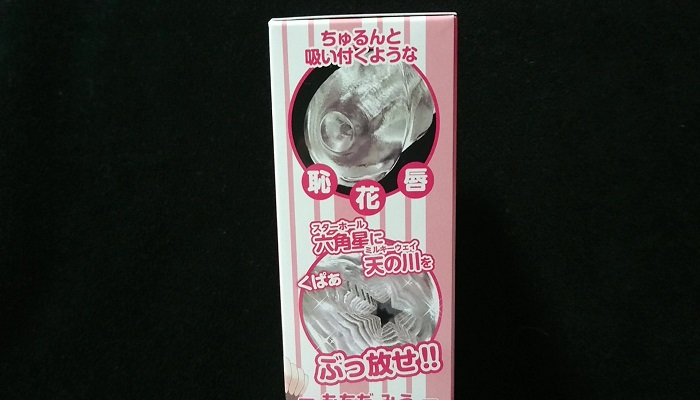 ちゅるんと
吸い付くような
恥花唇
スターホール
六角星に
ミルキーウェイ
天の川を
くぱぁ
ぶっ放せ!!